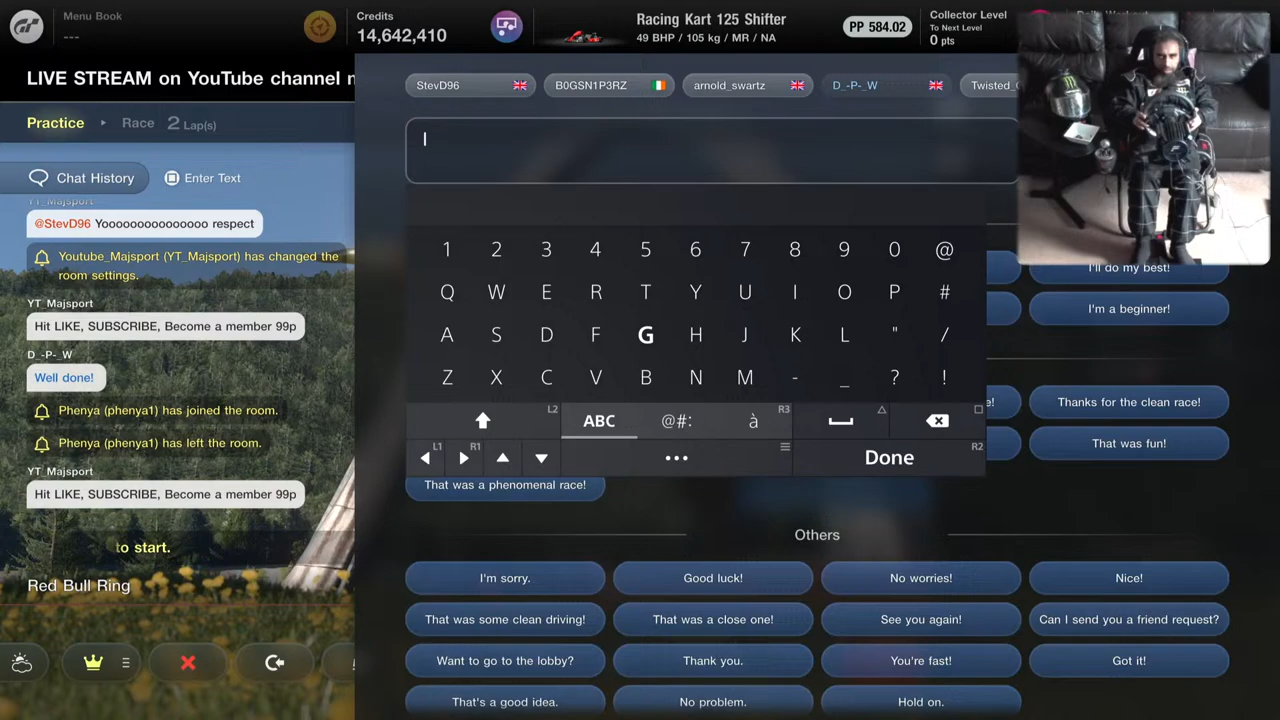 Menu Book
---
Credits
14,642,410
Racing Kart 125 Shifter
49 BHP / 105 kg / MR / NA
PP 584.02
Collector Level
To Next Level
0 pts
LIVE STREAM on YouTube channel
StevD96
B0GSN1P3RZ
arnold_swartz
D_-P-_W
Practice
Race 2 Lap(s)
Chat History
Enter Text
YT_Majsport
@StevD96 Yooooooooooooooo respect
Youtube_Majsport (YT_Majsport) has changed the
room settings.
YT_Majsport
Hit LIKE, SUBSCRIBE, Become a member 99p
D_-P-_W
Well done!
Phenya (phenya1) has joined the room.
Phenya (phenya1) has left the room.
YT_Majsport
Hit LIKE, SUBSCRIBE, Become a member 99p
to start.
Red Bull Ring
1 2 3 4 5 6 7 8 9 0 @
Q W E R T Y U I O P #
A S D F G H J K L " /
Z X C V B N M - _ ? !
L2 ABC @#: à R3
L1 R1 ••• Done R2
I'll do my best!
I'm a beginner!
Thanks for the clean race!
That was fun!
That was a phenomenal race!
Others
I'm sorry.
Good luck!
No worries!
Nice!
That was some clean driving!
That was a close one!
See you again!
Can I send you a friend request?
Want to go to the lobby?
Thank you.
You're fast!
Got it!
That's a good idea.
No problem.
Hold on.